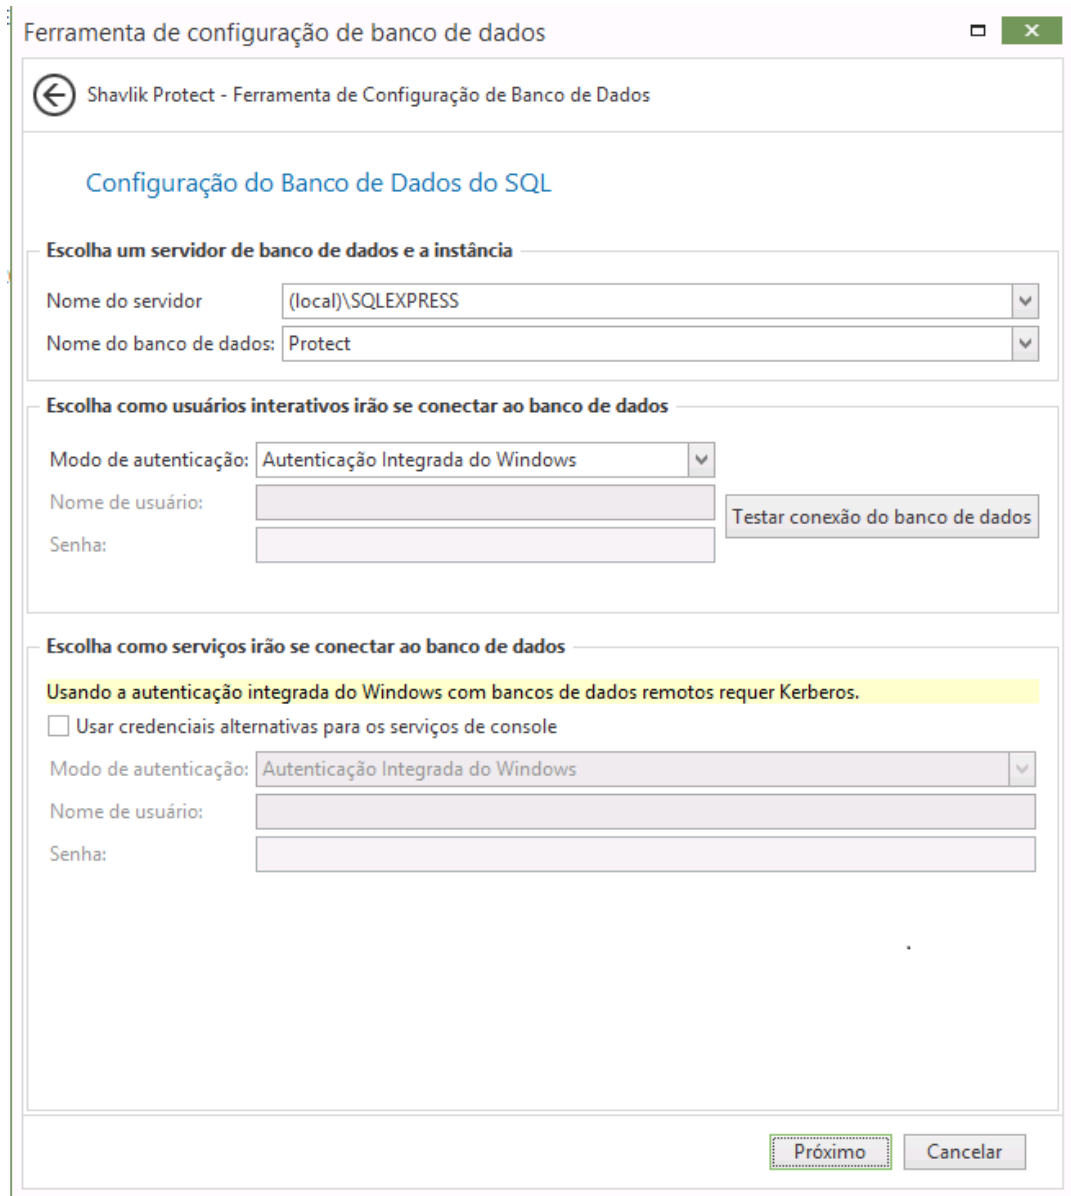 Ferramenta de configuração de banco de dados
Shavlik Protect - Ferramenta de Configuração de Banco de Dados
Configuração do Banco de Dados do SQL
Escolha um servidor de banco de dados e a instância
Nome do servidor (local)\SQLEXPRESS
Nome do banco de dados: Protect
Escolha como usuários interativos irão se conectar ao banco de dados
Modo de autenticação: Autenticação Integrada do Windows
Nome de usuário:
Testar conexão do banco de dados
Senha:
Escolha como serviços irão se conectar ao banco de dados
Usando a autenticação integrada do Windows com bancos de dados remotos requer Kerberos.
Usar credenciais alternativas para os serviços de console
Modo de autenticação: Autenticação Integrada do Windows
Nome de usuário:
Senha:
Próximo Cancelar